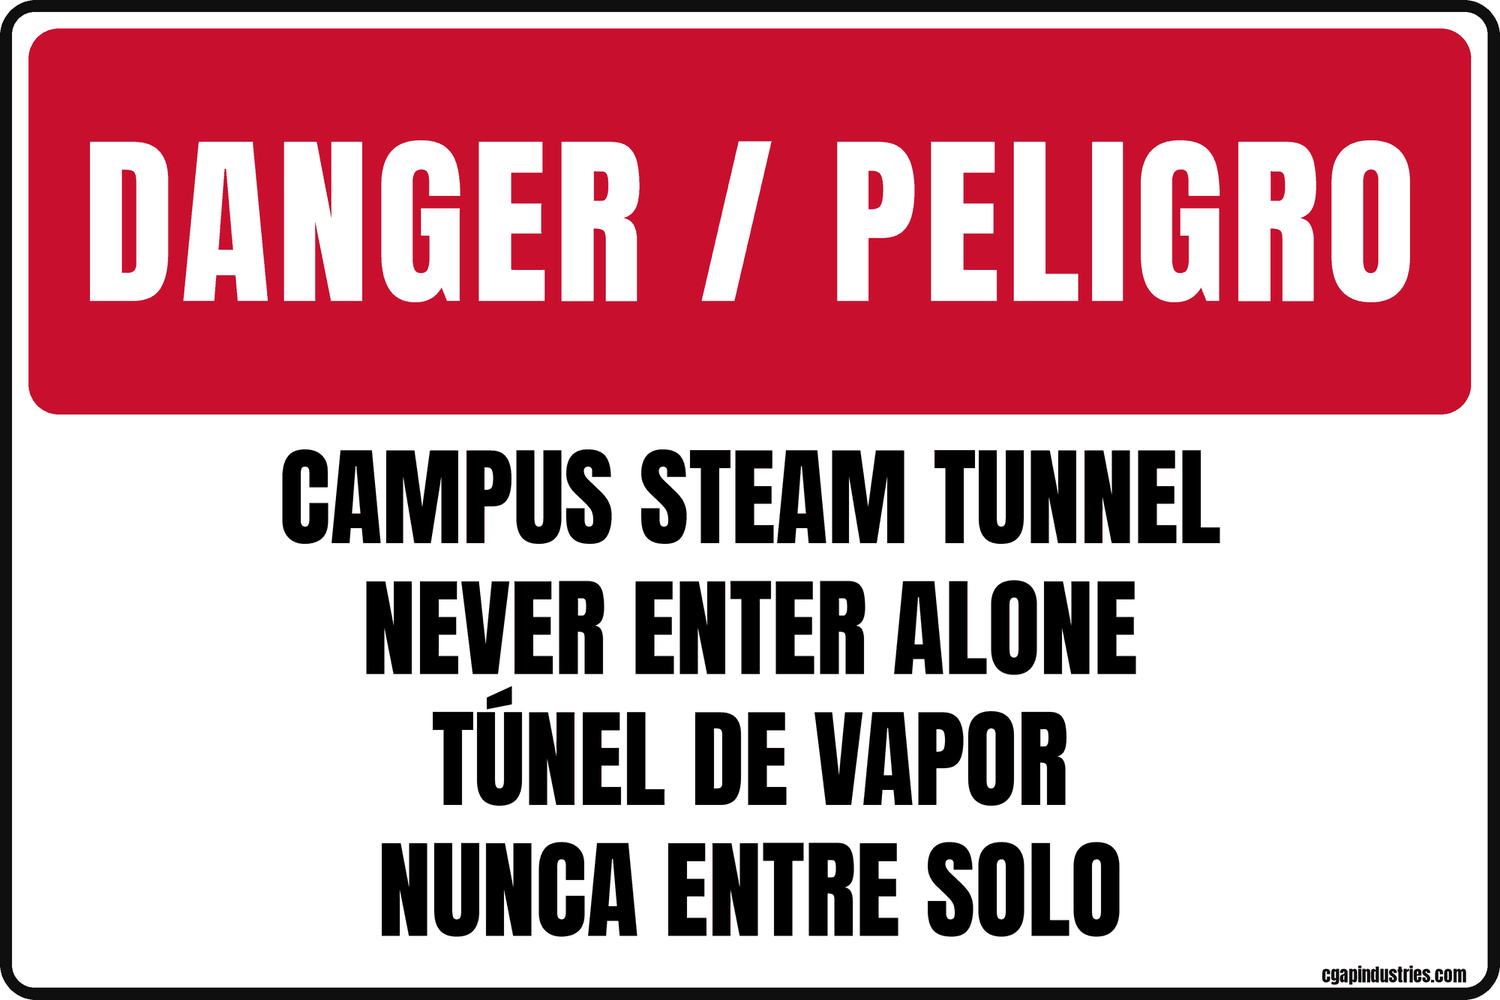 DANGER / PELIGRO
CAMPUS STEAM TUNNEL
NEVER ENTER ALONE
TÚNEL DE VAPOR
NUNCA ENTRE SOLO
cgapindustries.com